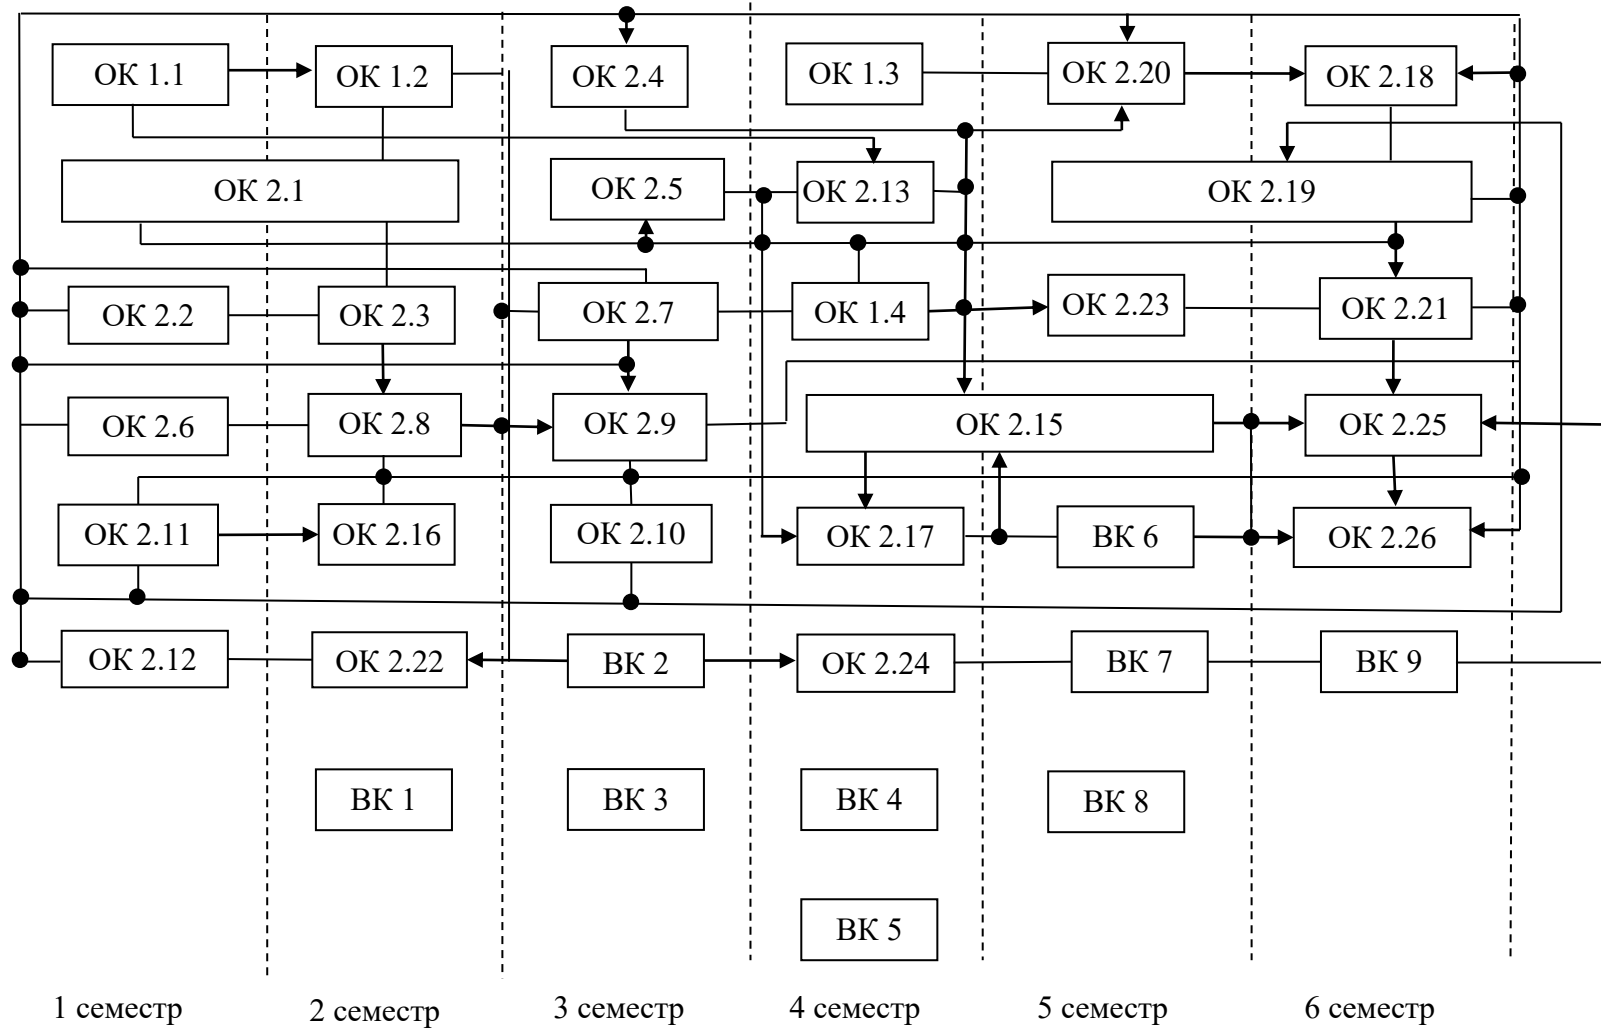 ОК 1.1
ОК 1.2
ОК 2.4
ОК 1.3
ОК 2.20
ОК 2.18
ОК 2.1
ОК 2.5
ОК 2.13
ОК 2.19
ОК 2.2
ОК 2.3
ОК 2.7
ОК 1.4
ОК 2.23
ОК 2.21
ОК 2.6
ОК 2.8
ОК 2.9
ОК 2.15
ОК 2.25
ОК 2.11
ОК 2.16
ОК 2.10
ОК 2.17
ВК 6
ОК 2.26
ОК 2.12
ОК 2.22
ВК 2
ОК 2.24
ВК 7
ВК 9
ВК 1
ВК 3
ВК 4
ВК 8
ВК 5
1 семестр
2 семестр
3 семестр
4 семестр
5 семестр
6 семестр